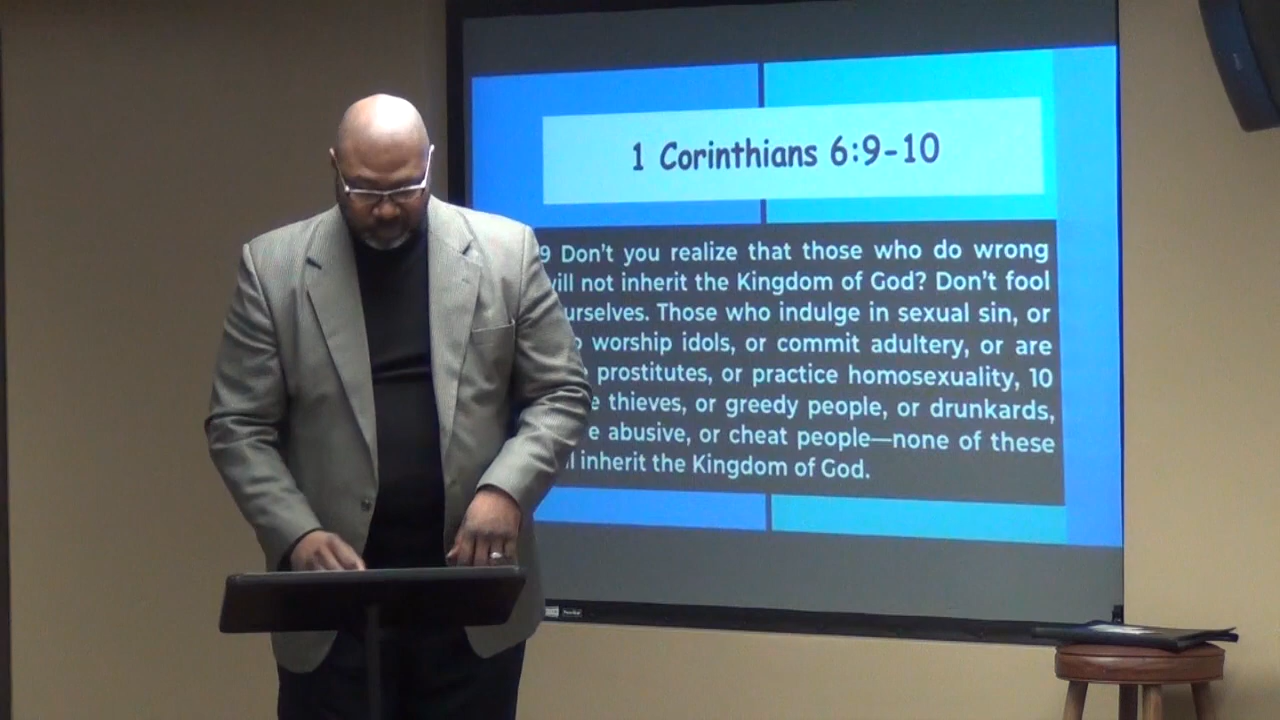 1 Corinthians 6:9-10
9 Don't you realize that those who do wrong
will not inherit the Kingdom of God? Don't fool
urselves. Those who indulge in sexual sin, or
worship idols, or commit adultery, or are
prostitutes, or practice homosexuality, 10
e thieves, or greedy people, or drunkards,
e abusive, or cheat people—none of these
inherit the Kingdom of God.